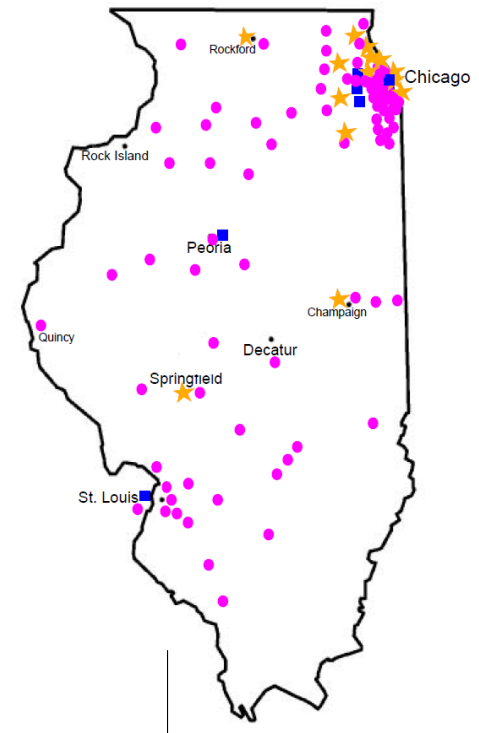 Rockford
Chicago
Rock Island
Peoria
Champaign
Quincy
Decatur
Springfield
St. Louis